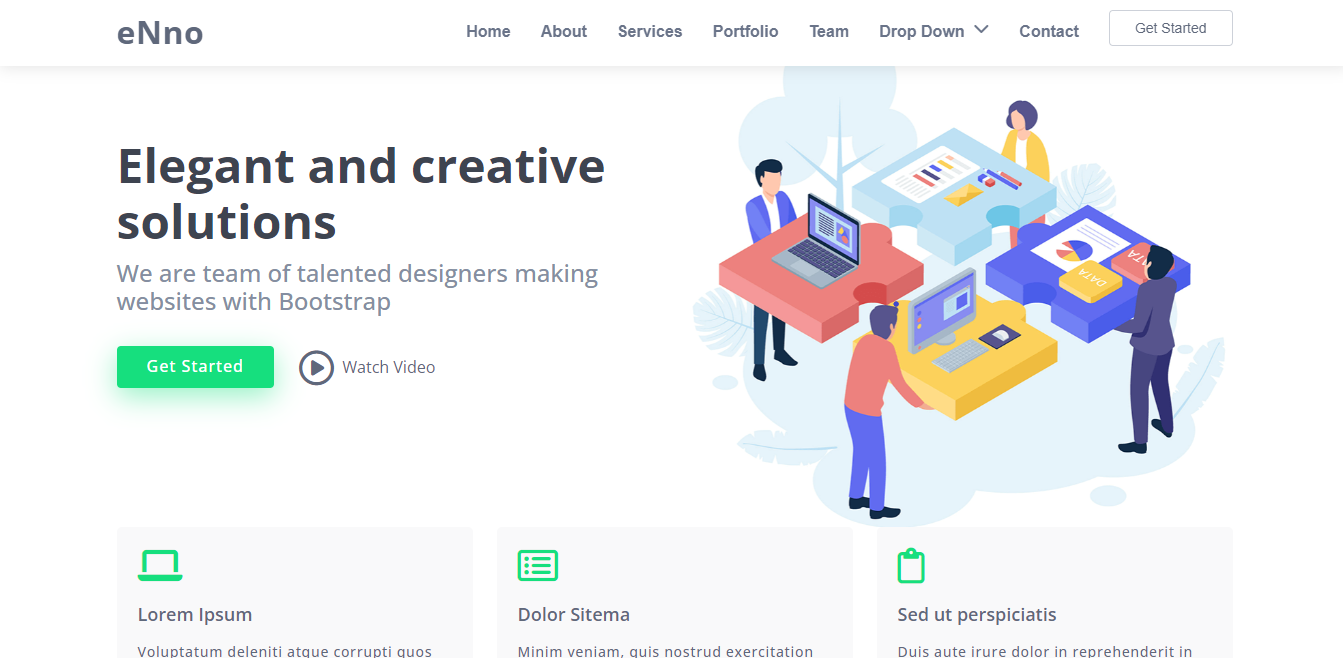 eNno
Home About Services Portfolio Team Drop Down Contact Get Started
Elegant and creative
solutions
We are team of talented designers making
websites with Bootstrap
Get Started Watch Video
DATA
DATA
Lorem Ipsum Dolor Sitema Sed ut perspiciatis
Voluptatum deleniti atque corrupti quos Minim veniam, quis nostrud exercitation Duis aute irure dolor in reprehenderit in